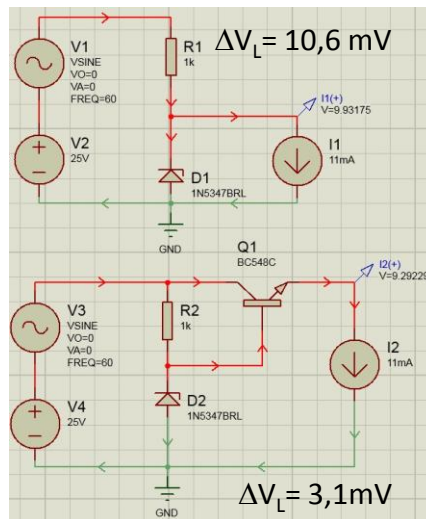 ΔV_L= 10,6 mV
V1
VSINE
VO=0
VA=0
FREQ=60
R1
1k
I1(+)
V=9.93175
V2
25V
D1
1N5347BRL
I1
11mA
GND
Q1
BC548C
I2(+)
V=9.29229
V3
VSINE
VO=0
VA=0
FREQ=60
R2
1k
I2
11mA
D2
1N5347BRL
V4
25V
GND
ΔV_L= 3,1mV